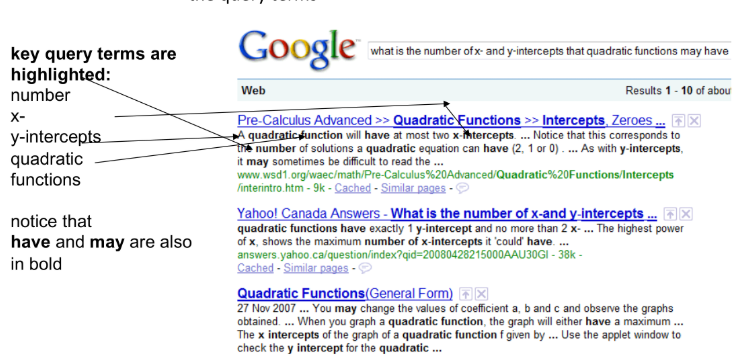 the query terms
key query terms are
highlighted:
number
x-
y-intercepts
quadratic
functions
notice that
have and may are also
in bold
Google
what is the number of x- and y-intercepts that quadratic functions may have
Web
Results 1 - 10 of about
Pre-Calculus Advanced >> Quadratic Functions >> Intercepts, Zeroes ...
A quadratic function will have at most two x-intercepts. ... Notice that this corresponds to
the number of solutions a quadratic equation can have (2, 1 or 0) . ... As with y-intercepts,
it may sometimes be difficult to read the ...
www.wsd1.org/waec/math/Pre-Calculus%20Advanced/Quadratic%20Functions/Intercepts
/interintro.htm - 9k - Cached - Similar pages -
Yahoo! Canada Answers - What is the number of x-and y-intercepts ...
quadratic functions have exactly 1 y-intercept and no more than 2 x- ... The highest power
of x, shows the maximum number of x-intercepts it 'could' have. ...
answers.yahoo.ca/question/index?qid=20080428215000AAU30GI - 38k -
Cached - Similar pages -
Quadratic Functions(General Form)
27 Nov 2007 ... You may change the values of coefficient a, b and c and observe the graphs
obtained. ... When you graph a quadratic function, the graph will either have a maximum ...
The x intercepts of the graph of a quadratic function f given by ... Use the applet window to
check the y intercept for the quadratic ...